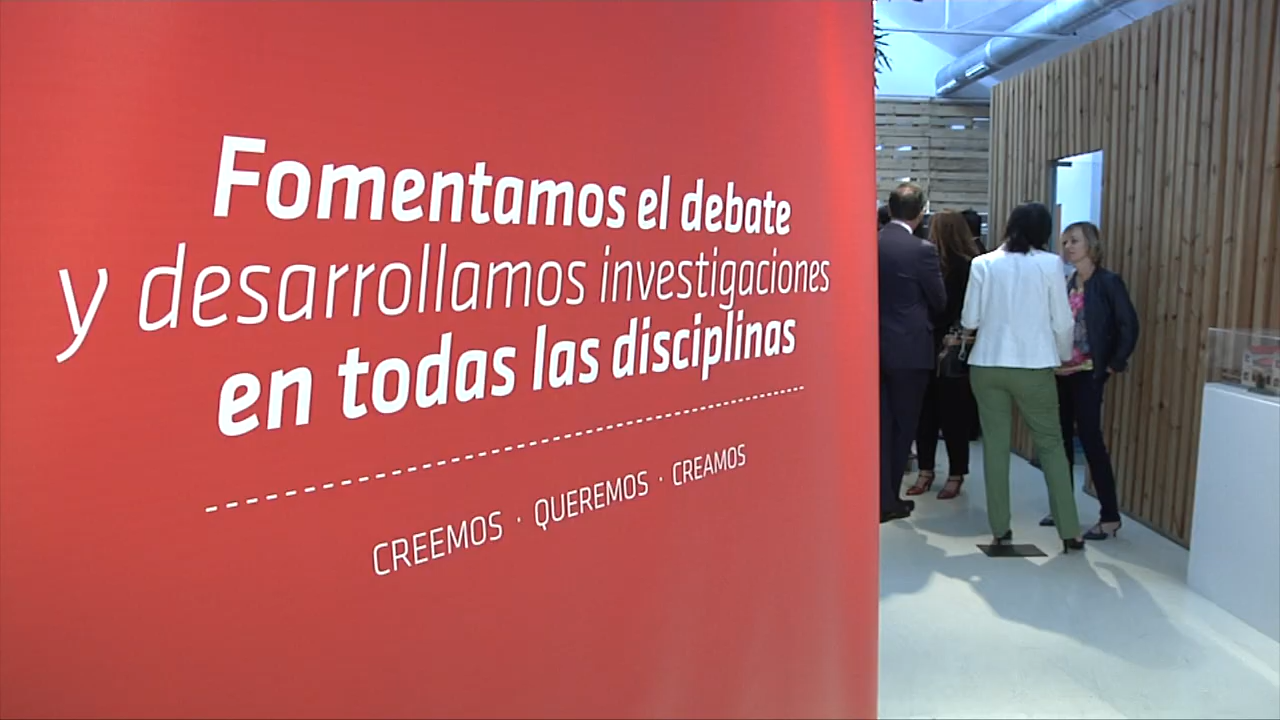 Fomentamos el debate
y desarrollamos investigaciones
en todas las disciplinas
CREEMOS · QUEREMOS · CREAMOS